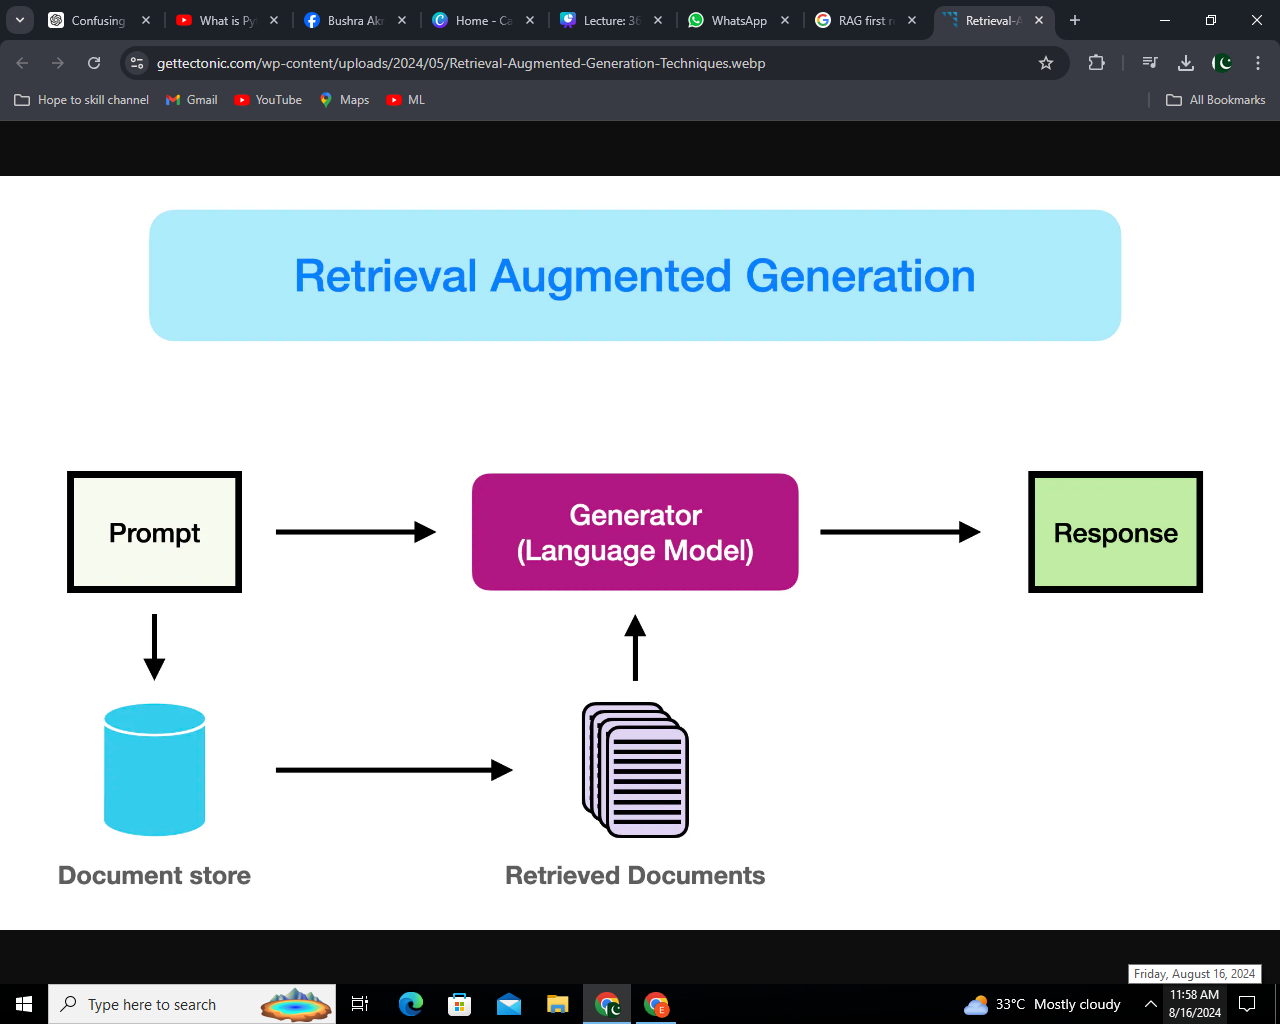 Confusing
What is Py
Bushra Ak
Home - Ca
Lecture: 36
WhatsApp
RAG first r
Retrieval-A
gettectonic.com/wp-content/uploads/2024/05/Retrieval-Augmented-Generation-Techniques.webp
Hope to skill channel
Gmail
YouTube
Maps
ML
All Bookmarks
Retrieval Augmented Generation
Prompt
Generator
(Language Model)
Response
Document store
Retrieved Documents
Friday, August 16, 2024
Type here to search
E
33°C Mostly cloudy
11:58 AM
8/16/2024